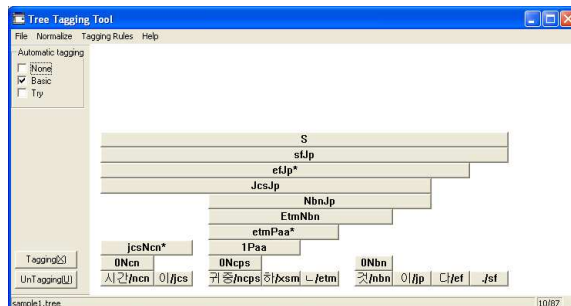 Tree Tagging Tool
File Normalize Tagging Rules Help
Automatic tagging
None
Basic
Try
S
sfJp
efJp*
JcsJp
NbnJp
EtmNbn
etmPaa*
jcsNcn* 1Paa
0Ncn 0Ncps 0Nbn
시간/ncn 이/jcs 귀중/ncps 하/xsm ㄴ/etm 것/nbn 이/jp 다/ef ./sf
Tagging(X)
UnTagging(U)
sample1.tree 10/87